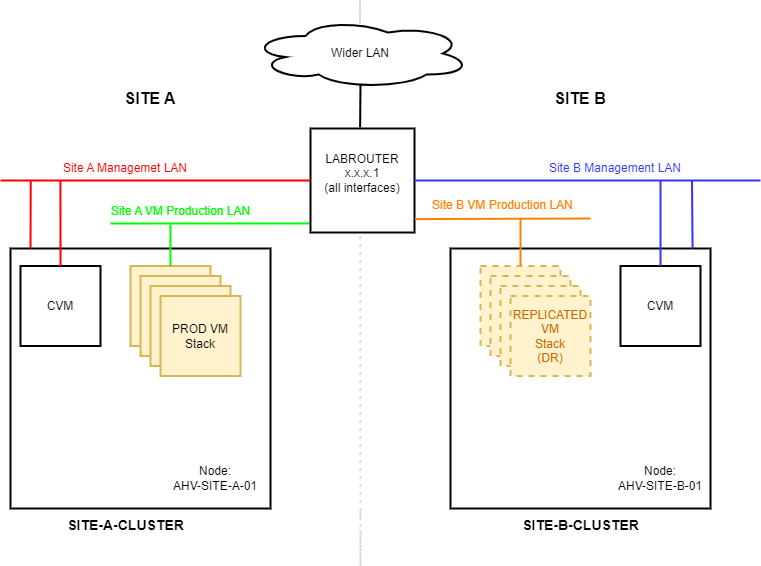 Wider LAN
SITE A
SITE B
LABROUTER
x.x.x.1
(all interfaces)
Site A Managemet LAN
Site B Management LAN
Site A VM Production LAN
Site B VM Production LAN
CVM
PROD VM
Stack
REPLICATED
VM
Stack
(DR)
CVM
Node:
AHV-SITE-A-01
Node:
AHV-SITE-B-01
SITE-A-CLUSTER
SITE-B-CLUSTER